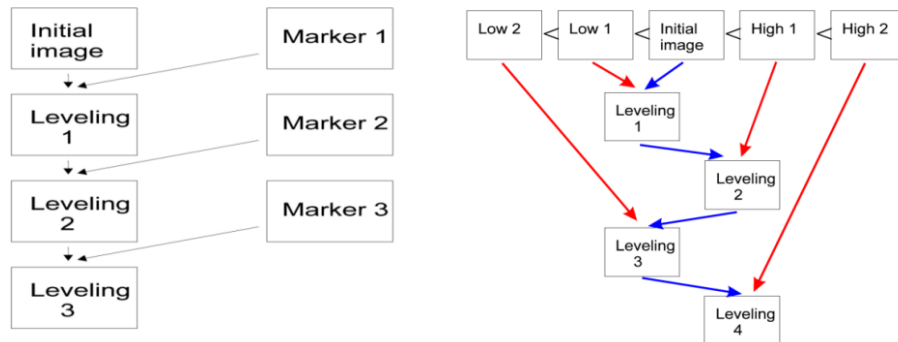 Initial
image
Marker 1
Leveling
1
Marker 2
Leveling
2
Marker 3
Leveling
3
Low 2 < Low 1 < Initial image < High 1 < High 2
Leveling
1
Leveling
2
Leveling
3
Leveling
4